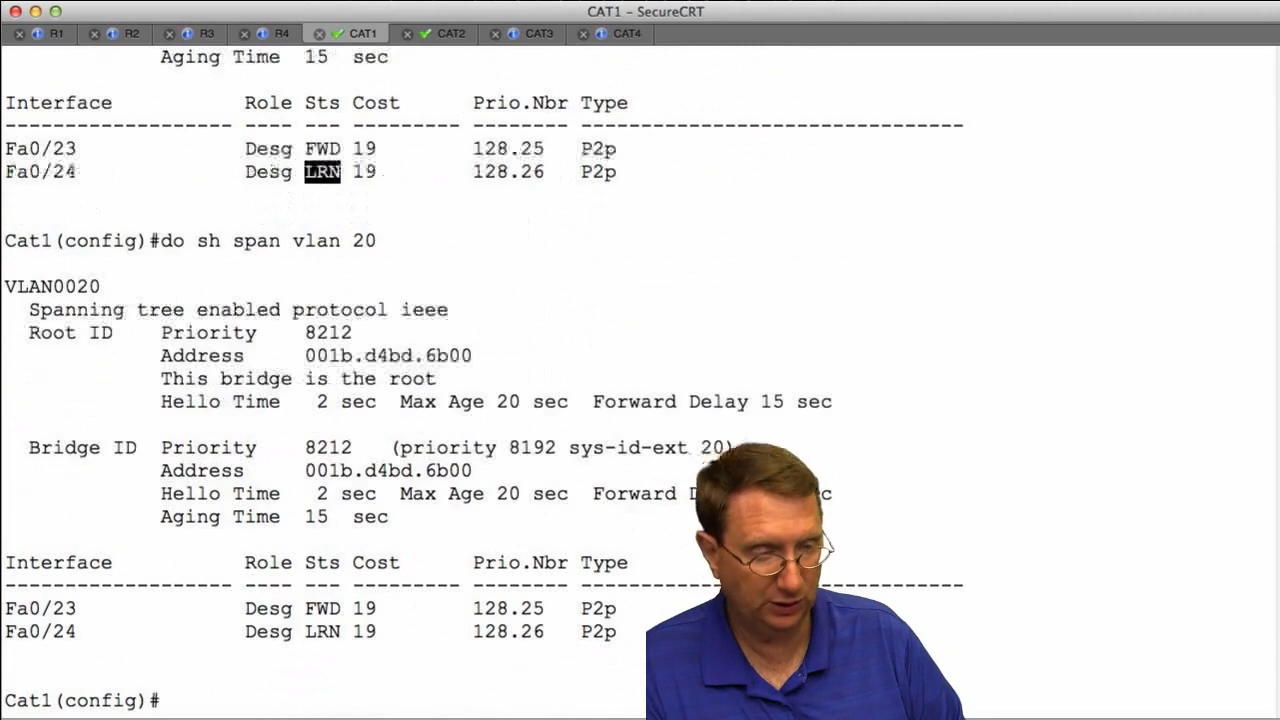 CAT1 – SecureCRT
R1 R2 R3 R4 CAT1 CAT2 CAT3 CAT4
Aging Time 15 sec
Interface Role Sts Cost Prio.Nbr Type
------------------- ---- --- --------- -------- --------------------------------
Fa0/23 Desg FWD 19 128.25 P2p
Fa0/24 Desg LRN 19 128.26 P2p
Cat1(config)#do sh span vlan 20
VLAN0020
Spanning tree enabled protocol ieee
Root ID Priority 8212
Address 001b.d4bd.6b00
This bridge is the root
Hello Time 2 sec Max Age 20 sec Forward Delay 15 sec
Bridge ID Priority 8212 (priority 8192 sys-id-ext 20)
Address 001b.d4bd.6b00
Hello Time 2 sec Max Age 20 sec Forward
Aging Time 15 sec
Interface Role Sts Cost Prio.Nbr Type
------------------- ---- --- --------- -------- --------------------------------
Fa0/23 Desg FWD 19 128.25 P2p
Fa0/24 Desg LRN 19 128.26 P2p
Cat1(config)#